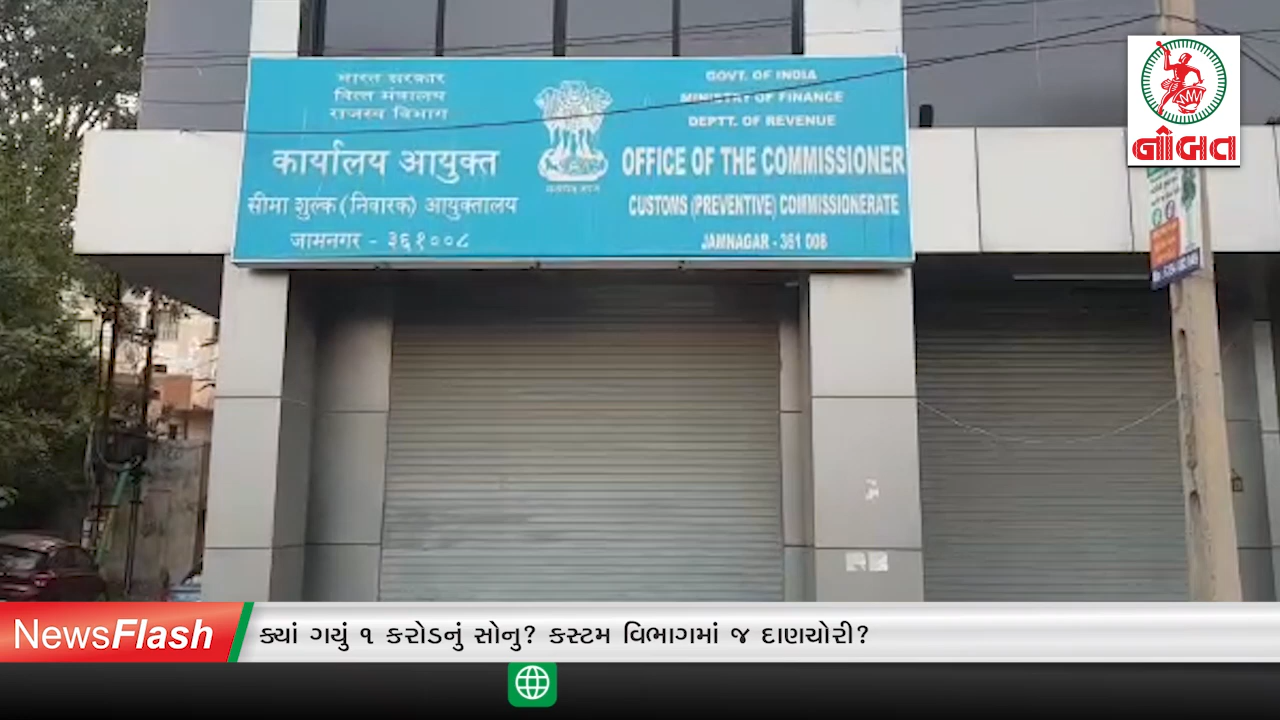 भारत सरकार
वित्त मंत्रालय
राजस्व विभाग
कार्यालय आयुक्त
सीमा शुल्क (निवारक) आयुक्तालय
जामनगर - ३६१००८
GOVT. OF INDIA
MINISTRY OF FINANCE
DEPTT. OF REVENUE
OFFICE OF THE COMMISSIONER
CUSTOMS (PREVENTIVE) COMMISSIONERATE
JAMNAGAR - 361 008
નોબત
NewsFlash
ક્યાં ગયું ૧ કરોડનું સોનુ? કસ્ટમ વિભાગમાં જ દાણચોરી?